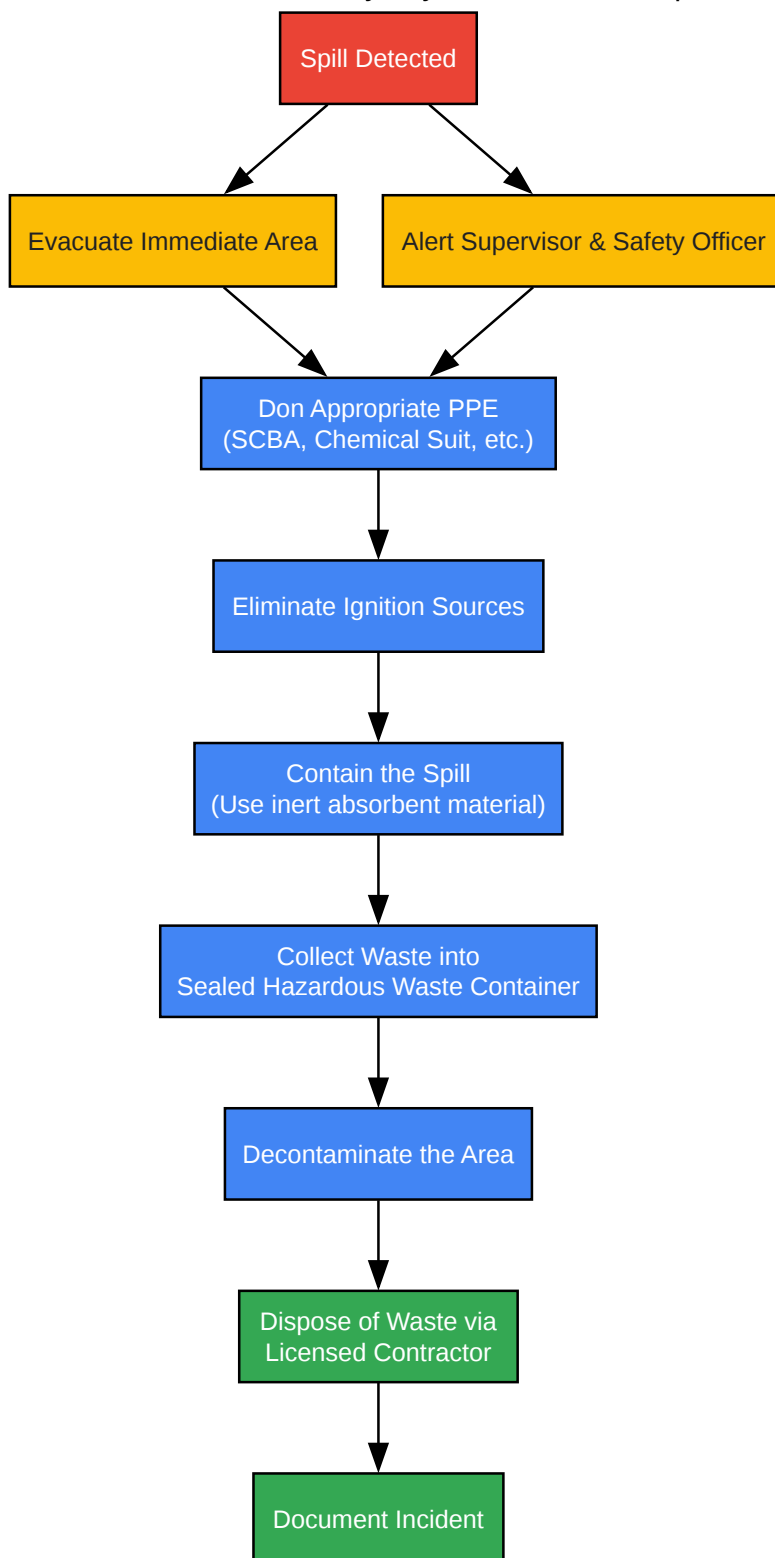 Spill Detected
Evacuate Immediate Area
Alert Supervisor & Safety Officer
Don Appropriate PPE
(SCBA, Chemical Suit, etc.)
Eliminate Ignition Sources
Contain the Spill
(Use inert absorbent material)
Collect Waste into
Sealed Hazardous Waste Container
Decontaminate the Area
Dispose of Waste via
Licensed Contractor
Document Incident